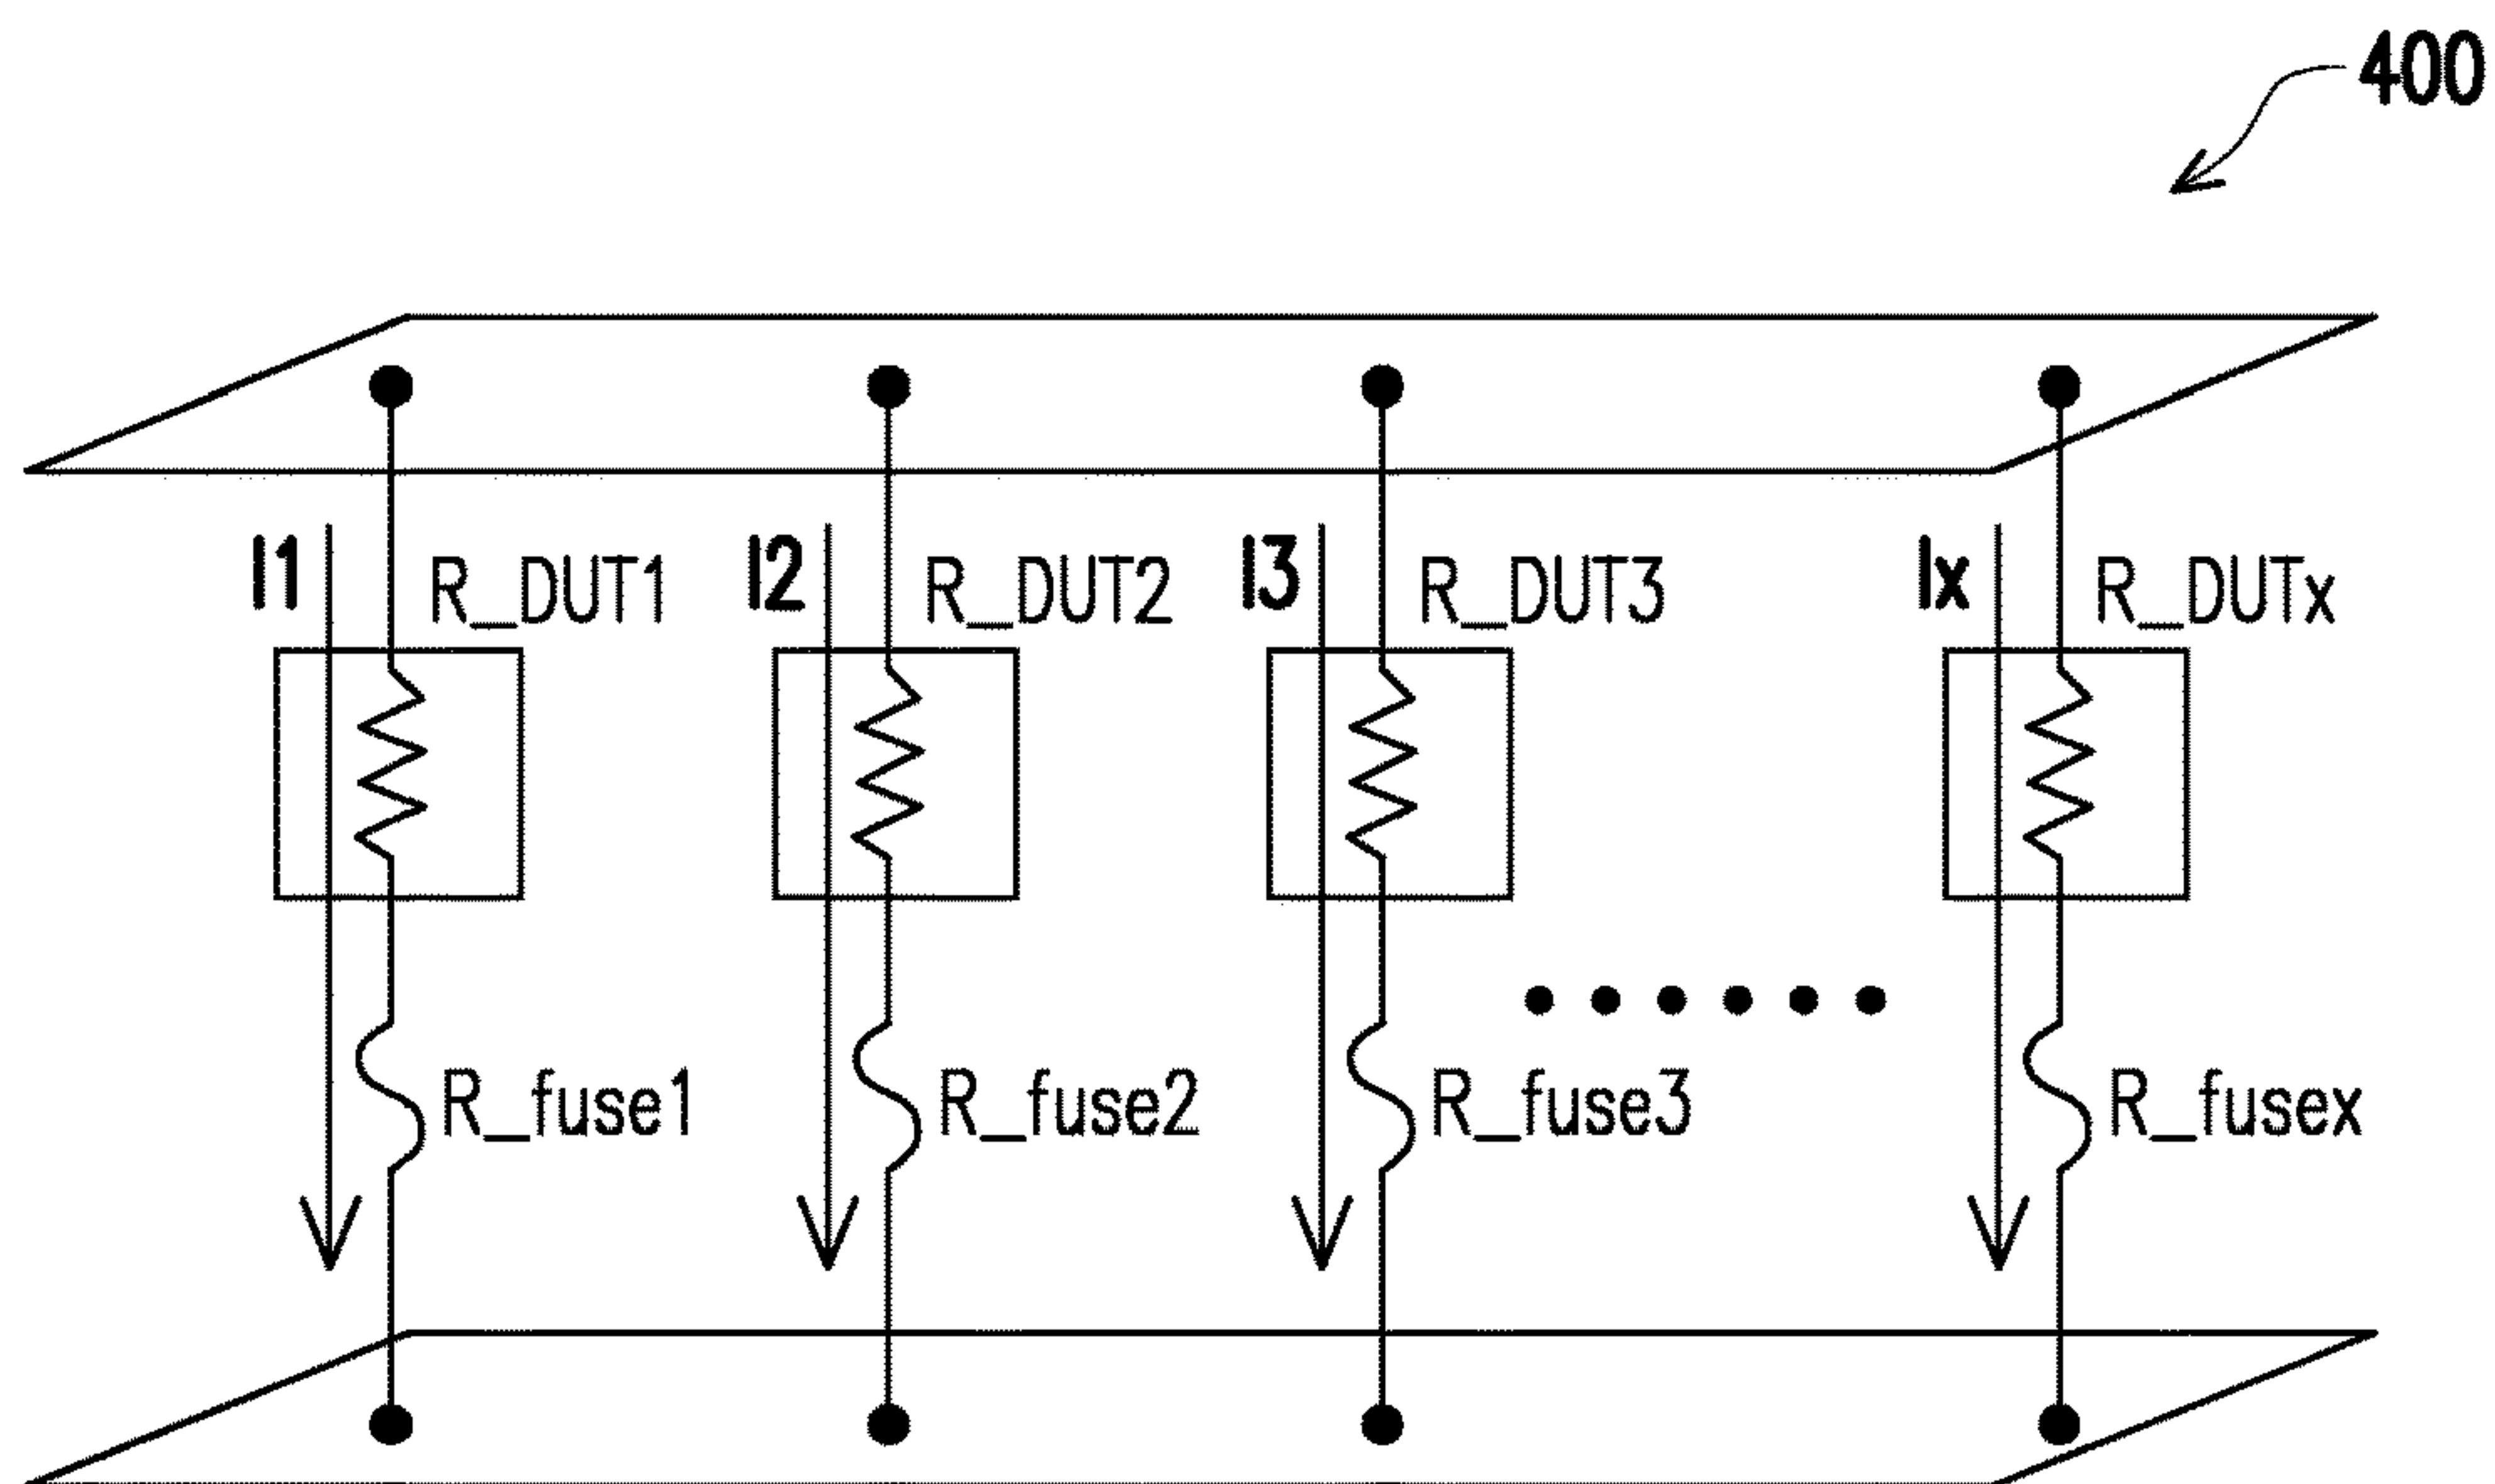 400
I1 R_DUT1 I2 R_DUT2 I3 R_DUT3 Ix R_DUTx
R_fuse1 R_fuse2 R_fuse3 R_fusex